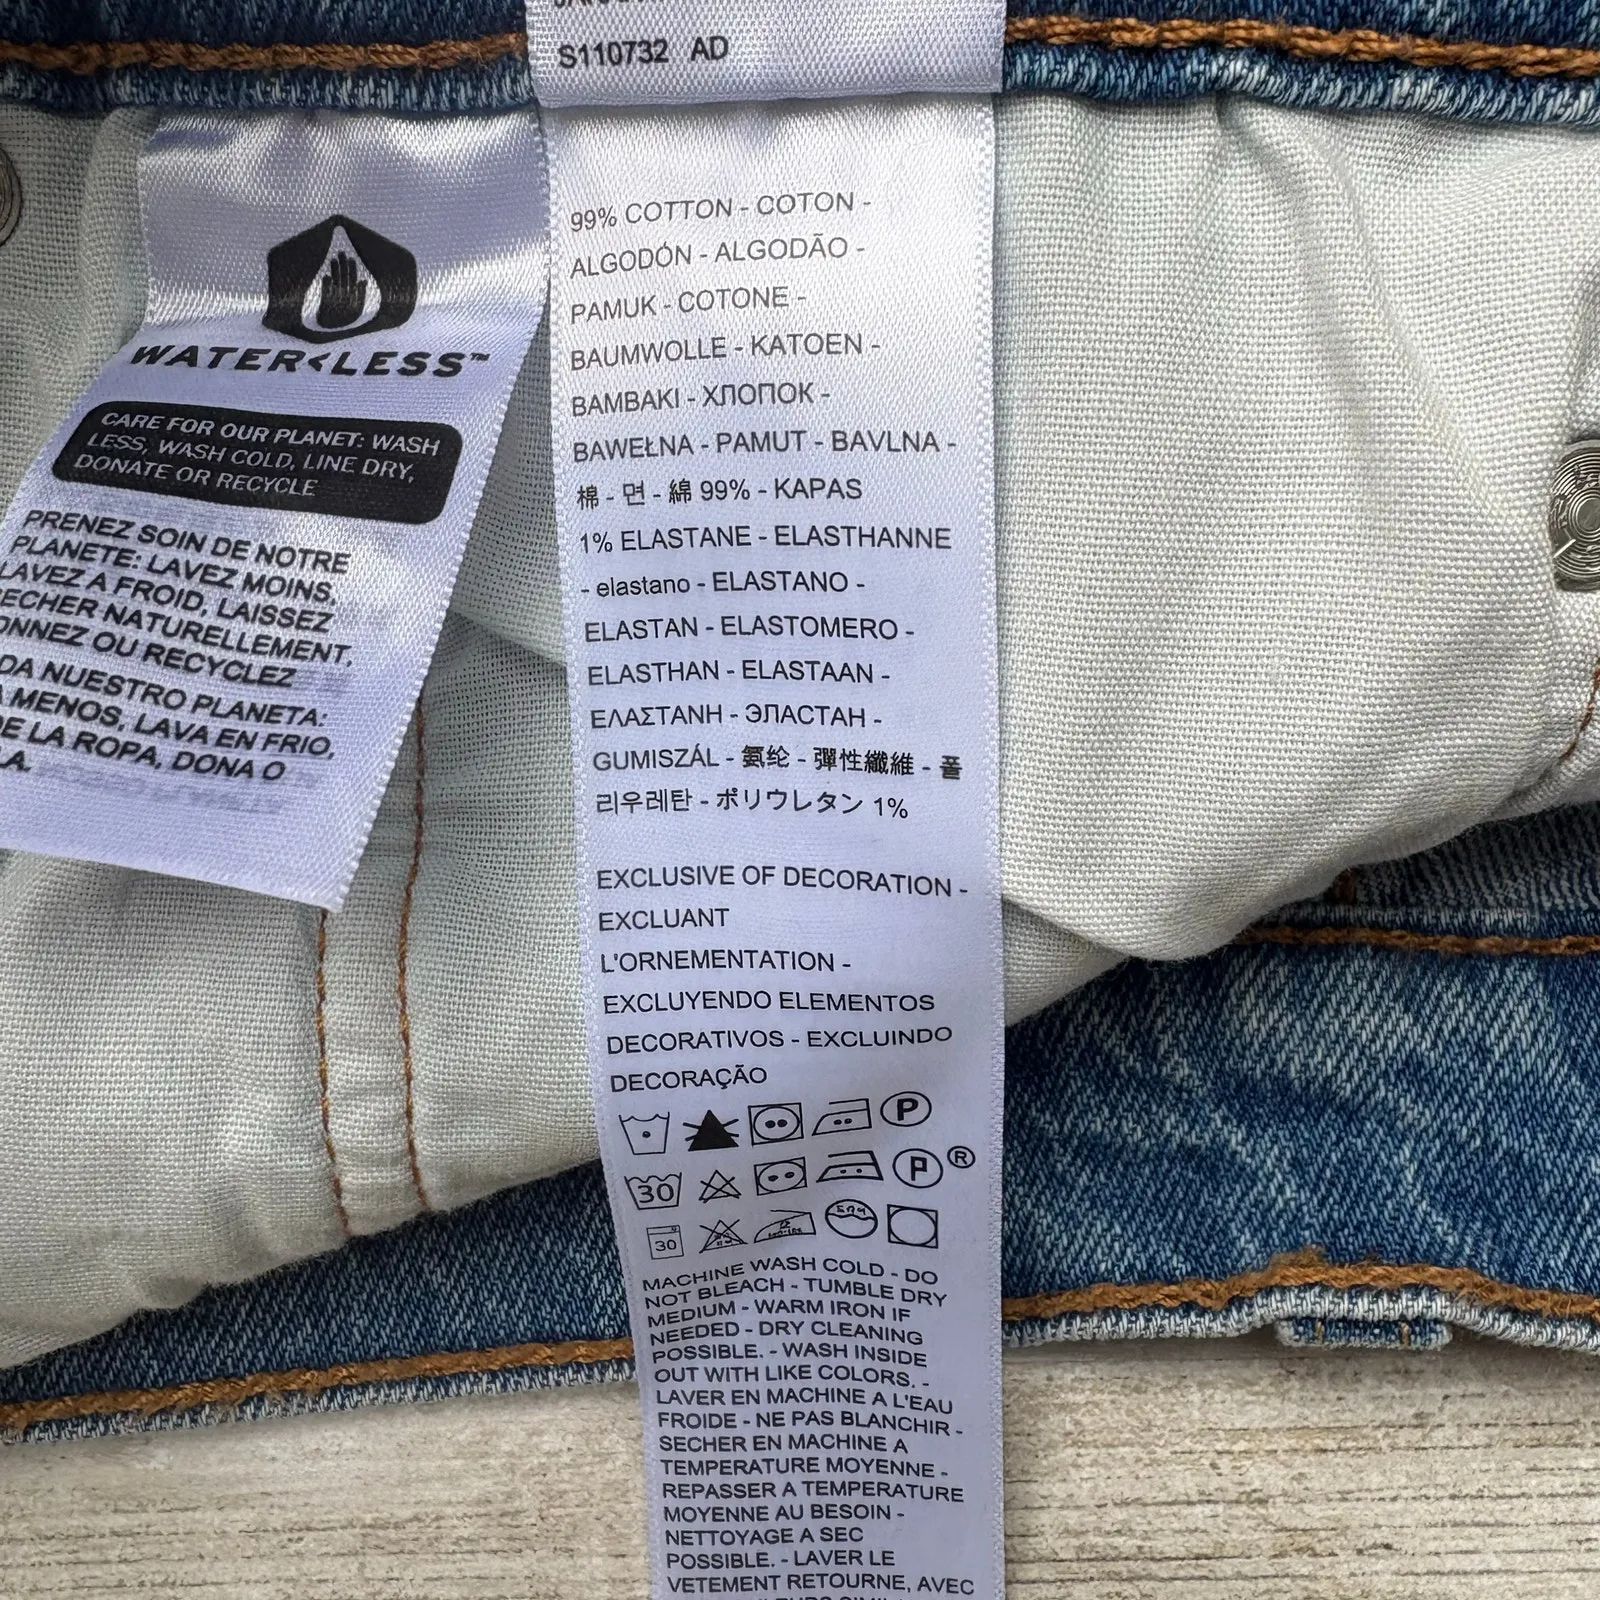 S110732 AD
WATER<LESS™
CARE FOR OUR PLANET: WASH
LESS, WASH COLD, LINE DRY,
DONATE OR RECYCLE
PRENEZ SOIN DE NOTRE
PLANETE: LAVEZ MOINS,
LAVEZ A FROID, LAISSEZ
NATURELLEMENT,
OU RECYCLEZ
NUESTRO PLANETA:
MENOS, LAVA EN FRIO,
DE LA ROPA, DONA O
99% COTTON - COTON -
ALGODÓN - ALGODÃO -
PAMUK - COTONE -
BAUMWOLLE - KATOEN -
BAMBAKI - ХЛОПОК -
BAWEŁNA - PAMUT - BAVLNA -
棉 - 면 - 綿 99% - KAPAS
1% ELASTANE - ELASTHANNE
- elastano - ELASTANO -
ELASTAN - ELASTOMERO -
ELASTHAN - ELASTAAN -
ΕΛΑΣΤΑΝΗ - ЭЛАСТАН -
GUMISZÁL - 氨纶 - 彈性纖維 - 폴
리우레탄 - ポリウレタン 1%
EXCLUSIVE OF DECORATION -
EXCLUANT
L'ORNEMENTATION -
EXCLUYENDO ELEMENTOS
DECORATIVOS - EXCLUINDO
DECORAÇÃO
P
30 P ®
30
MACHINE WASH COLD - DO
NOT BLEACH - TUMBLE DRY
MEDIUM - WARM IRON IF
NEEDED - DRY CLEANING
POSSIBLE. - WASH INSIDE
OUT WITH LIKE COLORS. -
LAVER EN MACHINE A L'EAU
FROIDE - NE PAS BLANCHIR -
SECHER EN MACHINE A
TEMPERATURE MOYENNE -
REPASSER A TEMPERATURE
MOYENNE AU BESOIN -
NETTOYAGE A SEC
POSSIBLE. - LAVER LE
VETEMENT RETOURNE, AVEC